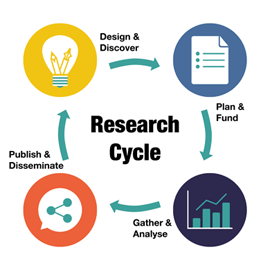 Design &
Discover
Plan &
Fund
Research
Cycle
Publish &
Disseminate
Gather &
Analyse